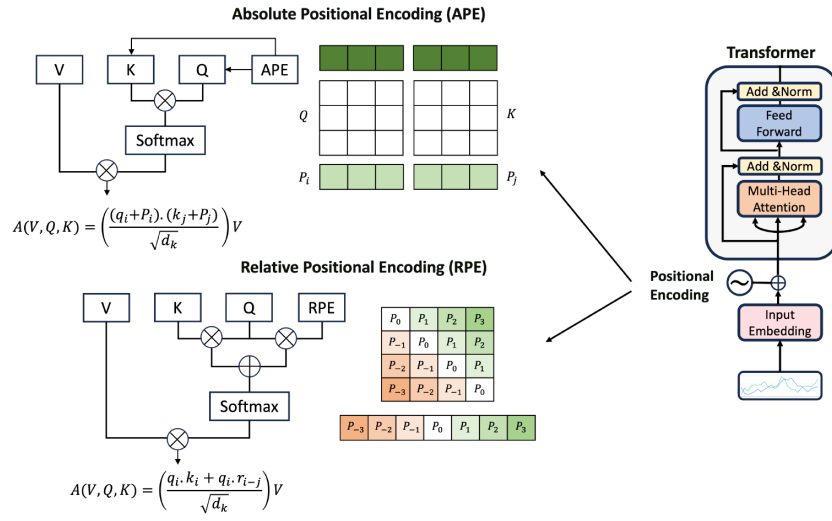 Absolute Positional Encoding (APE)
V
K
Q
APE
Softmax
Q
K
P_i
P_j
A(V, Q, K) = ( (q_i+P_i). (k_j+P_j) / √d_k ) V
Relative Positional Encoding (RPE)
V
K
Q
RPE
Softmax
P_0 P_1 P_2 P_3
P_−1 P_0 P_1 P_2
P_−2 P_−1 P_0 P_1
P_−3 P_−2 P_−1 P_0
P_−3 P_−2 P_−1 P_0 P_1 P_2 P_3
A(V, Q, K) = ( q_i. k_i + q_i. r_i−j / √d_k ) V
Transformer
Add &Norm
Feed
Forward
Add &Norm
Multi-Head
Attention
Positional
Encoding
Input
Embedding